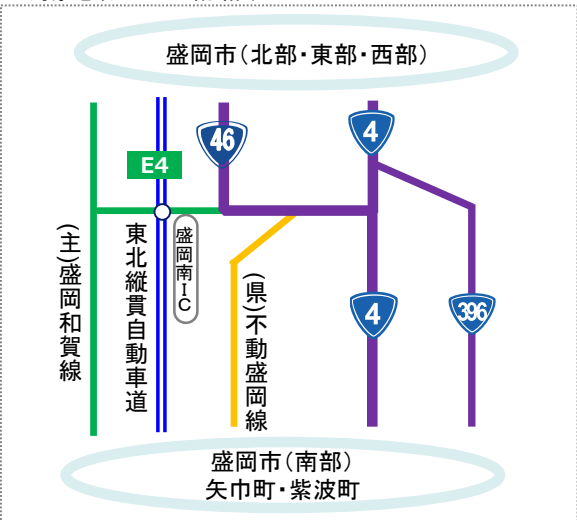 盛岡市（北部・東部・西部）
46
4
E4
盛岡南IC
(主)盛岡和賀線
東北縦貫自動車道
(県)不動盛岡線
4
396
盛岡市（南部）
矢巾町・紫波町